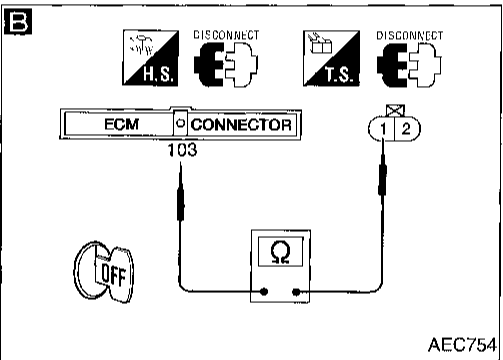 B
DISCONNECT
DISCONNECT
H.S.
T.S.
ECM CONNECTOR
1 2
103
Ω
OFF
AEC754